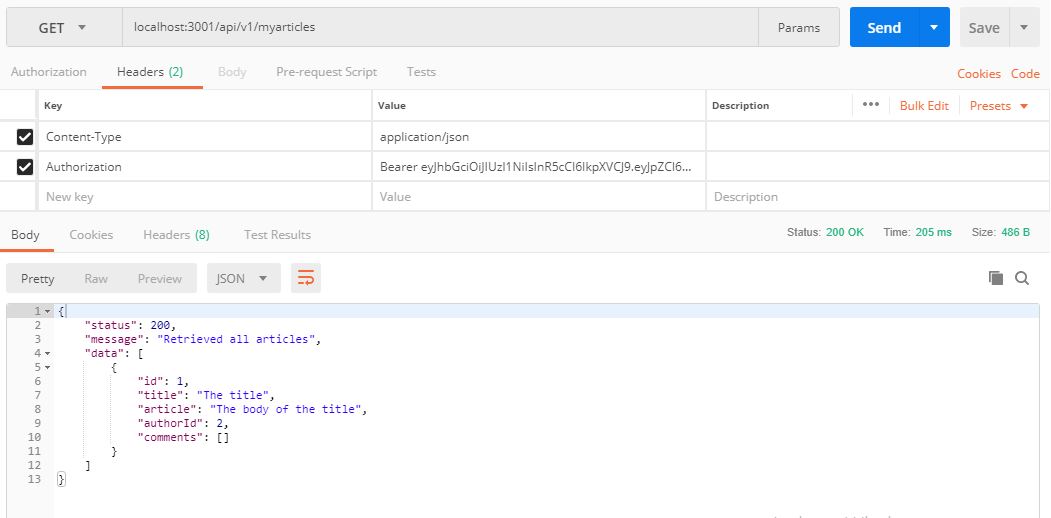 GET localhost:3001/api/v1/myarticles Params Send Save
Authorization Headers (2) Body Pre-request Script Tests Cookies Code
Key Value Description ••• Bulk Edit Presets
Content-Type application/json
Authorization Bearer eyJhbGciOiJIUzI1NiIsInR5cCI6IkpXVCJ9.eyJpZCI6...
New key Value Description
Body Cookies Headers (8) Test Results Status: 200 OK Time: 205 ms Size: 486 B
Pretty Raw Preview JSON
1 {
2 "status": 200,
3 "message": "Retrieved all articles",
4 "data": [
5 {
6 "id": 1,
7 "title": "The title",
8 "article": "The body of the title",
9 "authorId": 2,
10 "comments": []
11 }
12 ]
13 }